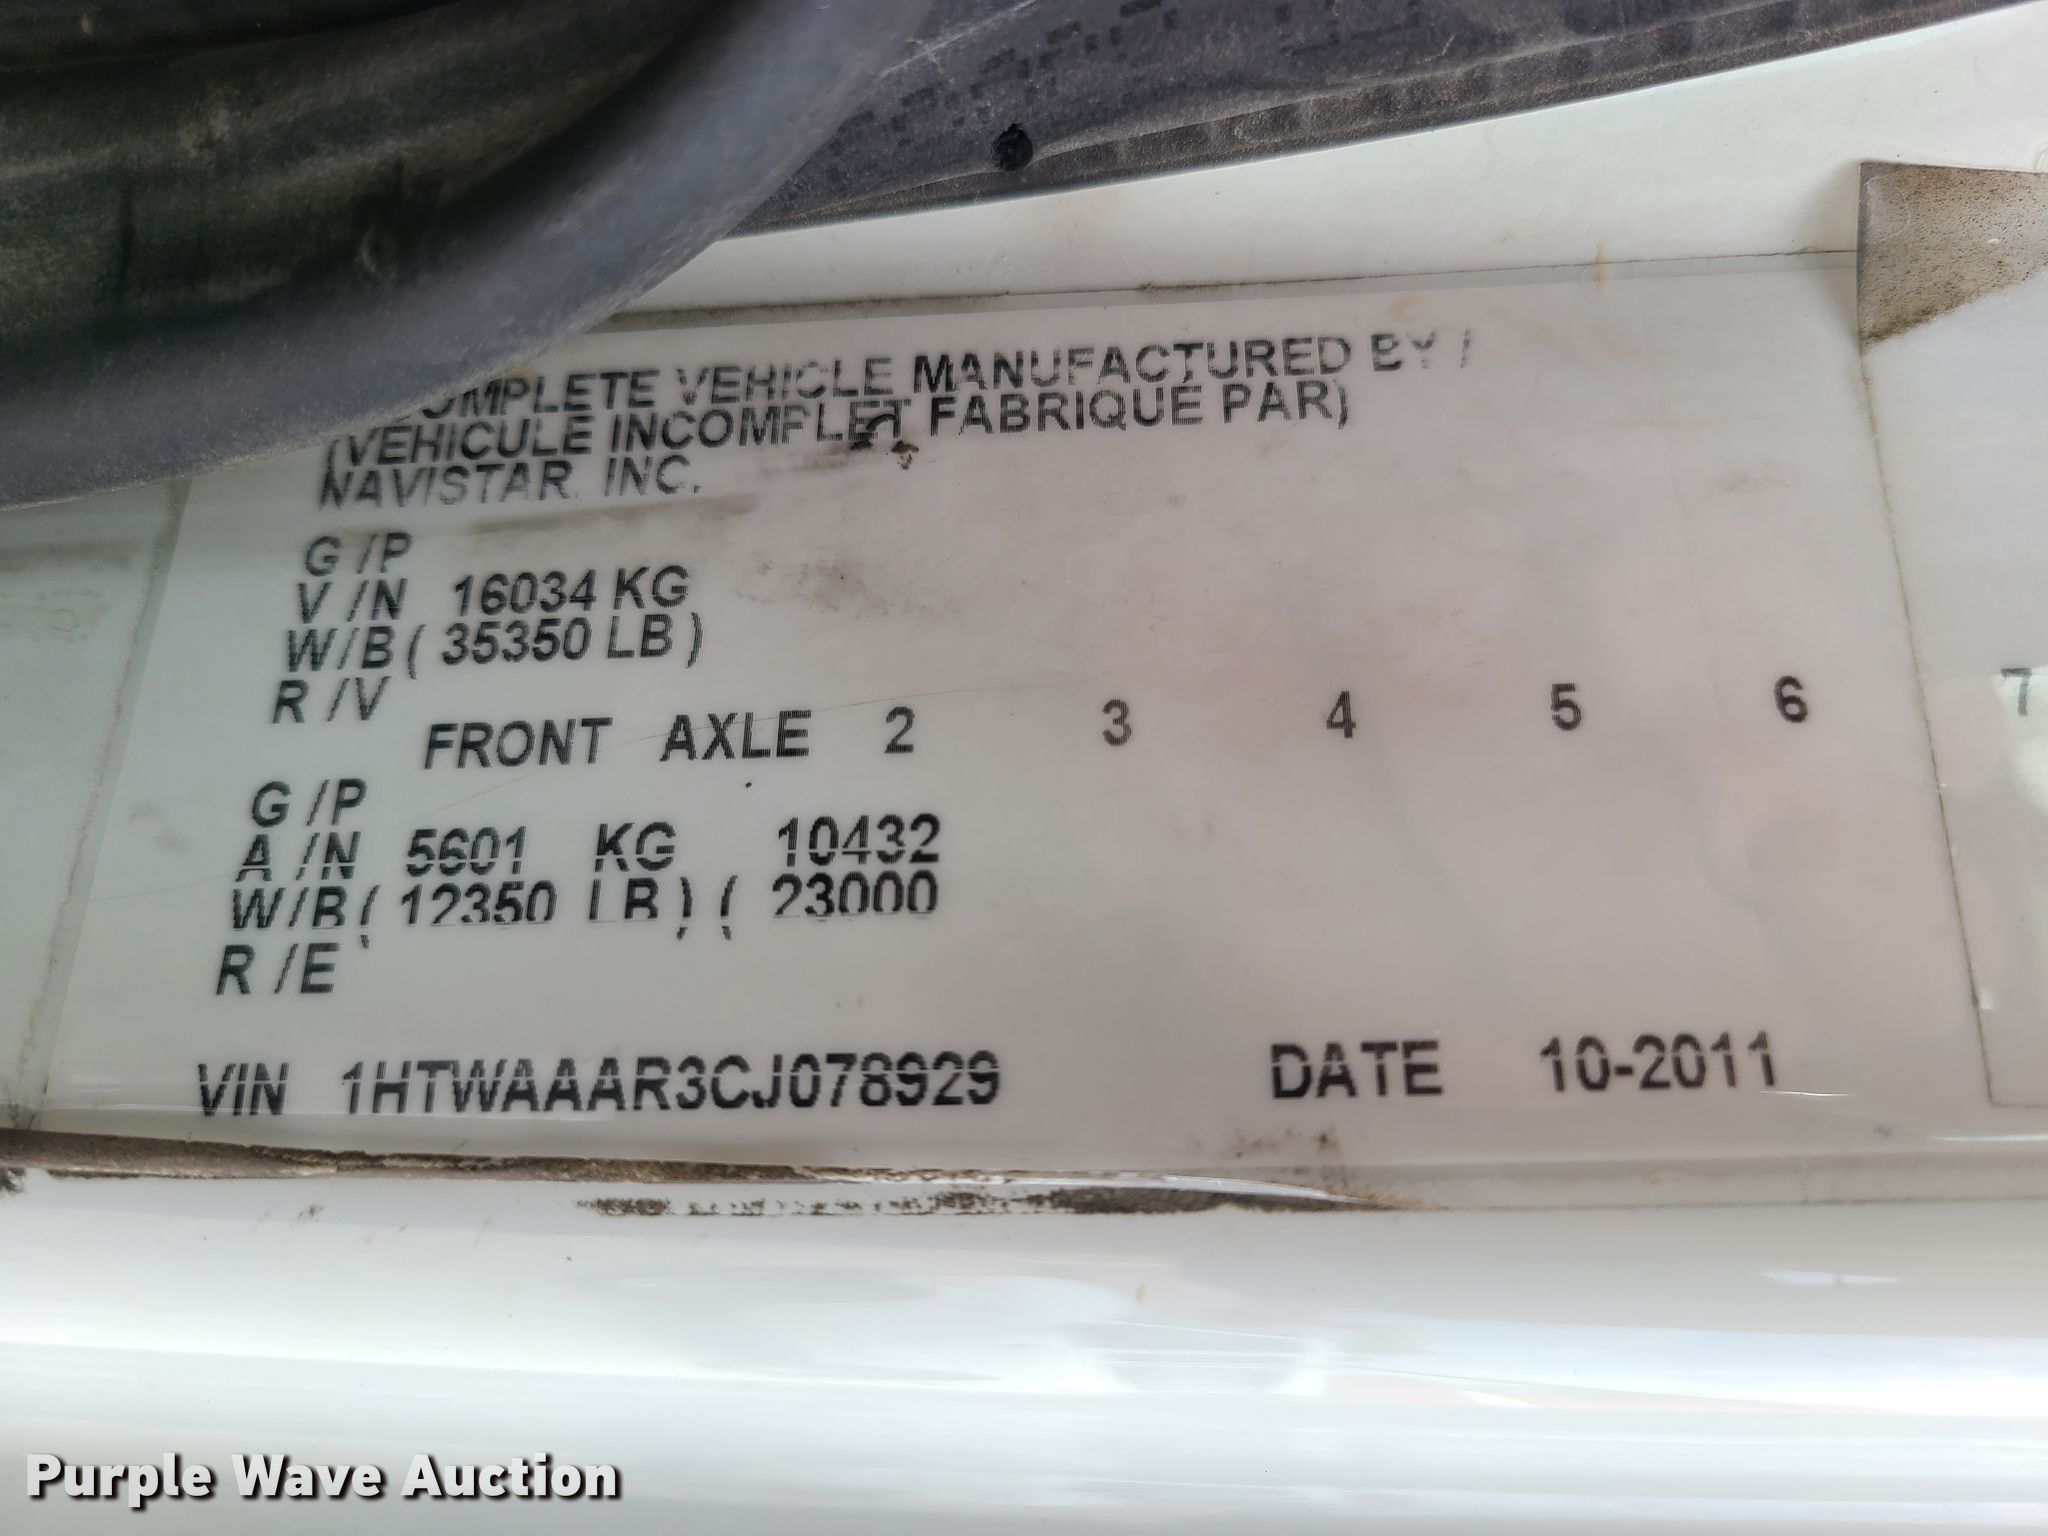 COMPLETE VEHICLE MANUFACTURED BY /
(VEHICULE INCOMPLET FABRIQUE PAR)
NAVISTAR, INC.
G /P
V /N 16034 KG
W/B ( 35350 LB )
R /V
FRONT AXLE 2 3 4 5 6 7
G /P
A /N 5601 KG 10432
W/B ( 12350 LB ) ( 23000
R /E
VIN 1HTWAAAR3CJ078929 DATE 10-2011
Purple Wave Auction